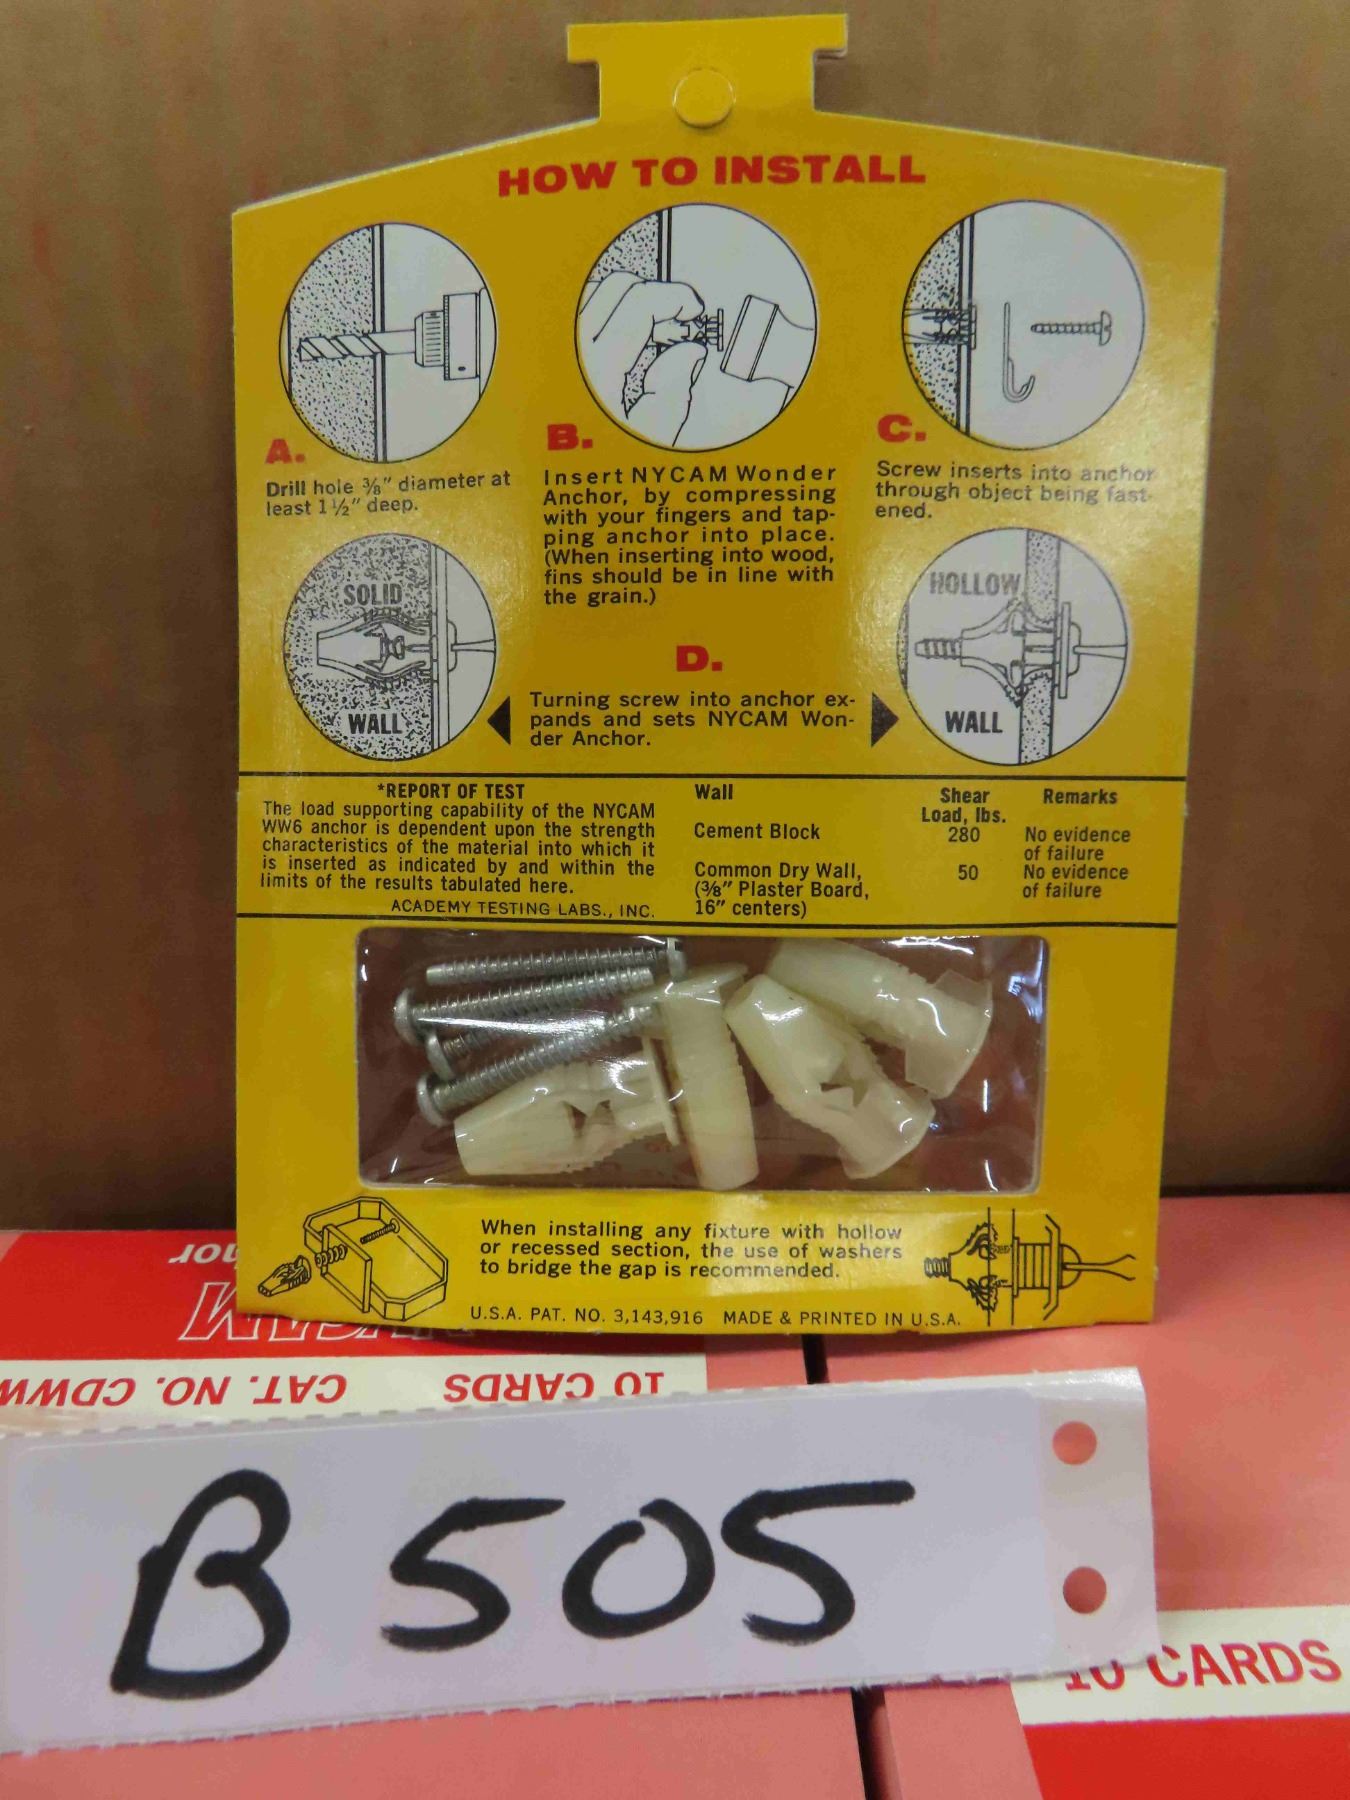 HOW TO INSTALL
A.
Drill hole 3/8" diameter at
least 1 1/2" deep.
B.
Insert NYCAM Wonder
Anchor, by compressing
with your fingers and tap-
ping anchor into place.
(When inserting into wood,
fins should be in line with
the grain.)
C.
Screw inserts into anchor
through object being fast-
ened.
SOLID
WALL
D.
Turning screw into anchor ex-
pands and sets NYCAM Won-
der Anchor.
HOLLOW
WALL
*REPORT OF TEST
The load supporting capability of the NYCAM
WW6 anchor is dependent upon the strength
characteristics of the material into which it
is inserted as indicated by and within the
limits of the results tabulated here.
ACADEMY TESTING LABS., INC.
Wall Shear Remarks
Load, lbs.
Cement Block 280 No evidence
of failure
Common Dry Wall, 50 No evidence
(3/8" Plaster Board, of failure
16" centers)
When installing any fixture with hollow
or recessed section, the use of washers
to bridge the gap is recommended.
U.S.A. PAT. NO. 3,143,916 MADE & PRINTED IN U.S.A.
10 CARDS CAT. NO. CDWW
B 505
10 CARDS